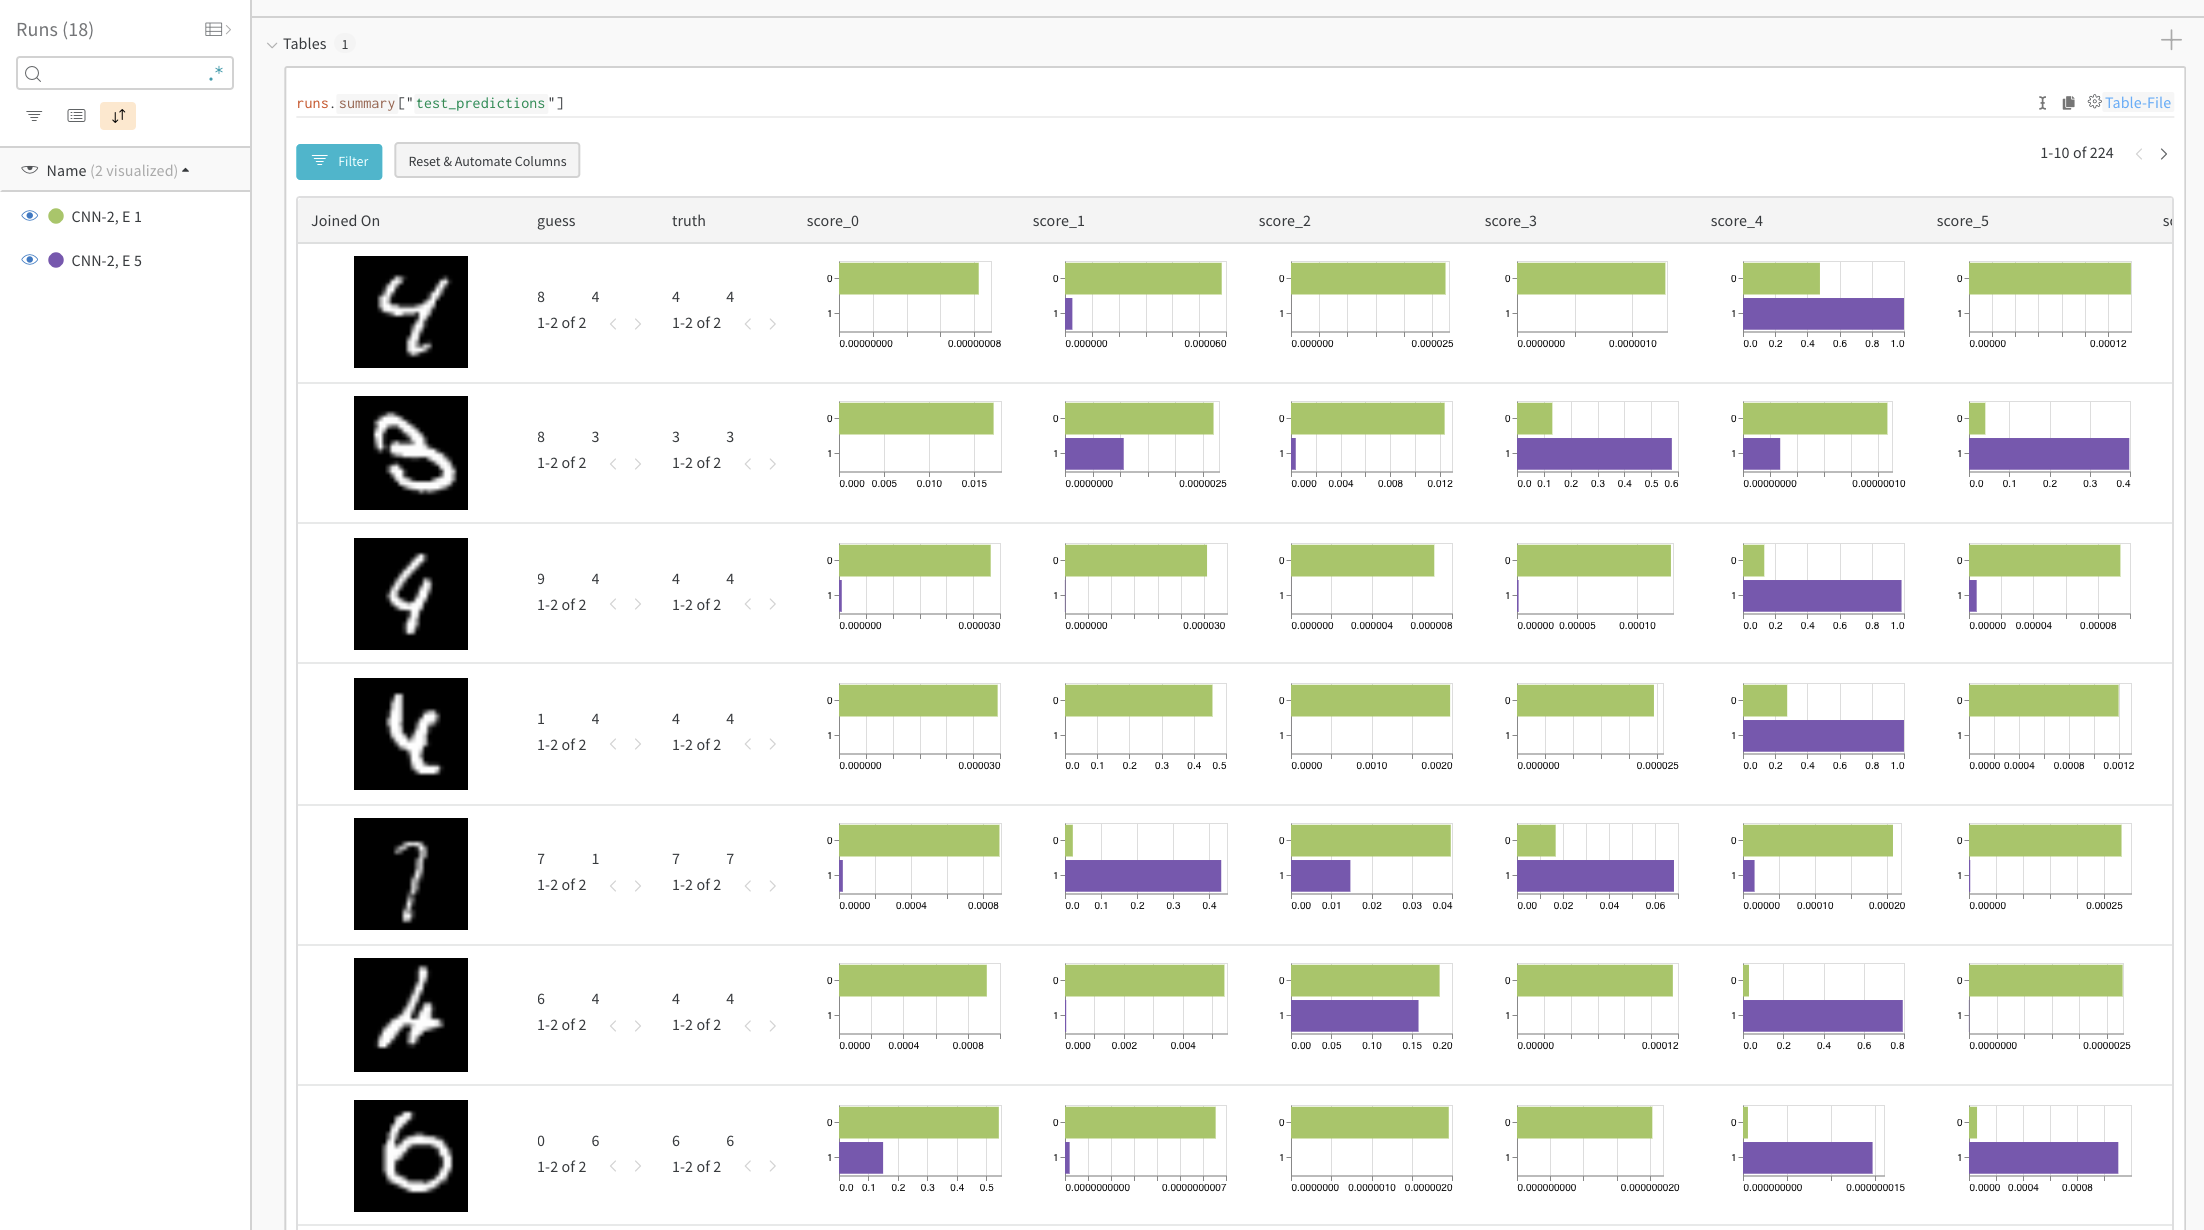 Runs (18)
.*
Name (2 visualized)
CNN-2, E 1
CNN-2, E 5
Tables 1
runs.summary["test_predictions"]
Table-File
Filter
Reset & Automate Columns
1-10 of 224
Joined On guess truth score_0 score_1 score_2 score_3 score_4 score_5
4
8 4 4 4
1-2 of 2 1-2 of 2
0 0 0 0 0 0
1 1 1 1 1 1
0.00000000 0.00000008 0.000000 0.000060 0.000000 0.000025 0.0000000 0.0000010 0.0 0.2 0.4 0.6 0.8 1.0 0.00000 0.00012
3
8 3 3 3
1-2 of 2 1-2 of 2
0 0 0 0 0 0
1 1 1 1 1 1
0.000 0.005 0.010 0.015 0.0000000 0.0000025 0.000 0.004 0.008 0.012 0.0 0.1 0.2 0.3 0.4 0.5 0.6 0.00000000 0.00000010 0.0 0.1 0.2 0.3 0.4
4
9 4 4 4
1-2 of 2 1-2 of 2
0 0 0 0 0 0
1 1 1 1 1 1
0.000000 0.000030 0.000000 0.000030 0.000000 0.000004 0.000008 0.00000 0.00005 0.00010 0.0 0.2 0.4 0.6 0.8 1.0 0.00000 0.00004 0.00008
4
1 4 4 4
1-2 of 2 1-2 of 2
0 0 0 0 0 0
1 1 1 1 1 1
0.000000 0.000030 0.0 0.1 0.2 0.3 0.4 0.5 0.0000 0.0010 0.0020 0.000000 0.000025 0.0 0.2 0.4 0.6 0.8 1.0 0.0000 0.0004 0.0008 0.0012
7
7 1 7 7
1-2 of 2 1-2 of 2
0 0 0 0 0 0
1 1 1 1 1 1
0.0000 0.0004 0.0008 0.0 0.1 0.2 0.3 0.4 0.00 0.01 0.02 0.03 0.04 0.00 0.02 0.04 0.06 0.00000 0.00010 0.00020 0.00000 0.00025
4
6 4 4 4
1-2 of 2 1-2 of 2
0 0 0 0 0 0
1 1 1 1 1 1
0.0000 0.0004 0.0008 0.000 0.002 0.004 0.00 0.05 0.10 0.15 0.20 0.00000 0.00012 0.0 0.2 0.4 0.6 0.8 0.0000000 0.0000025
6
0 6 6 6
1-2 of 2 1-2 of 2
0 0 0 0 0 0
1 1 1 1 1 1
0.0 0.1 0.2 0.3 0.4 0.5 0.0000000000 0.0000000007 0.0000000 0.0000010 0.0000020 0.000000000 0.000000020 0.000000000 0.000000015 0.0000 0.0004 0.0008